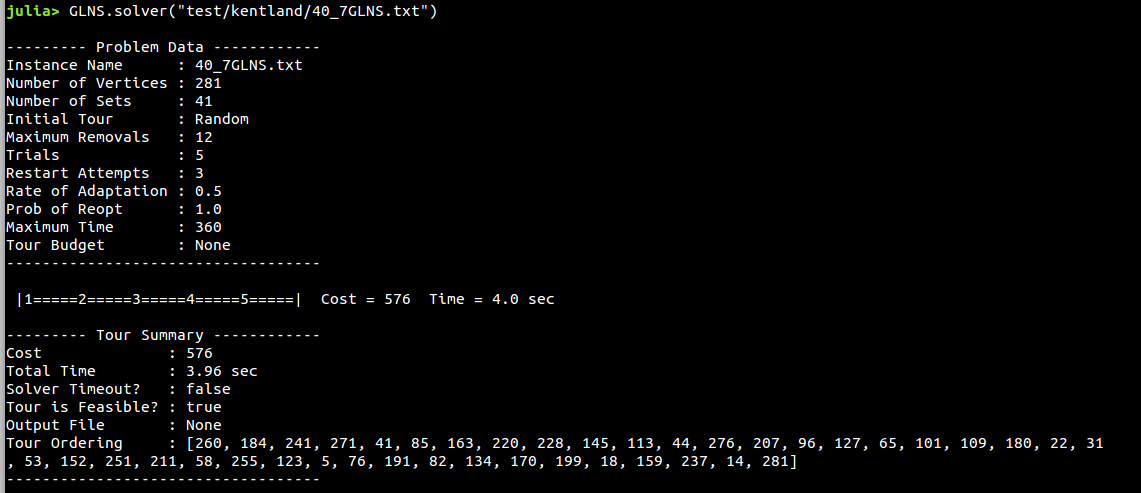 julia> GLNS.solver("test/kentland/40_7GLNS.txt")
--------- Problem Data ------------
Instance Name      : 40_7GLNS.txt
Number of Vertices : 281
Number of Sets     : 41
Initial Tour       : Random
Maximum Removals   : 12
Trials             : 5
Restart Attempts   : 3
Rate of Adaptation : 0.5
Prob of Reopt      : 1.0
Maximum Time       : 360
Tour Budget        : None
-----------------------------------
|1=====2=====3=====4=====5=====|  Cost = 576  Time = 4.0 sec
--------- Tour Summary ------------
Cost              : 576
Total Time        : 3.96 sec
Solver Timeout?   : false
Tour is Feasible? : true
Output File       : None
Tour Ordering     : [260, 184, 241, 271, 41, 85, 163, 220, 228, 145, 113, 44, 276, 207, 96, 127, 65, 101, 109, 180, 22, 31
, 53, 152, 251, 211, 58, 255, 123, 5, 76, 191, 82, 134, 170, 199, 18, 159, 237, 14, 281]
-----------------------------------